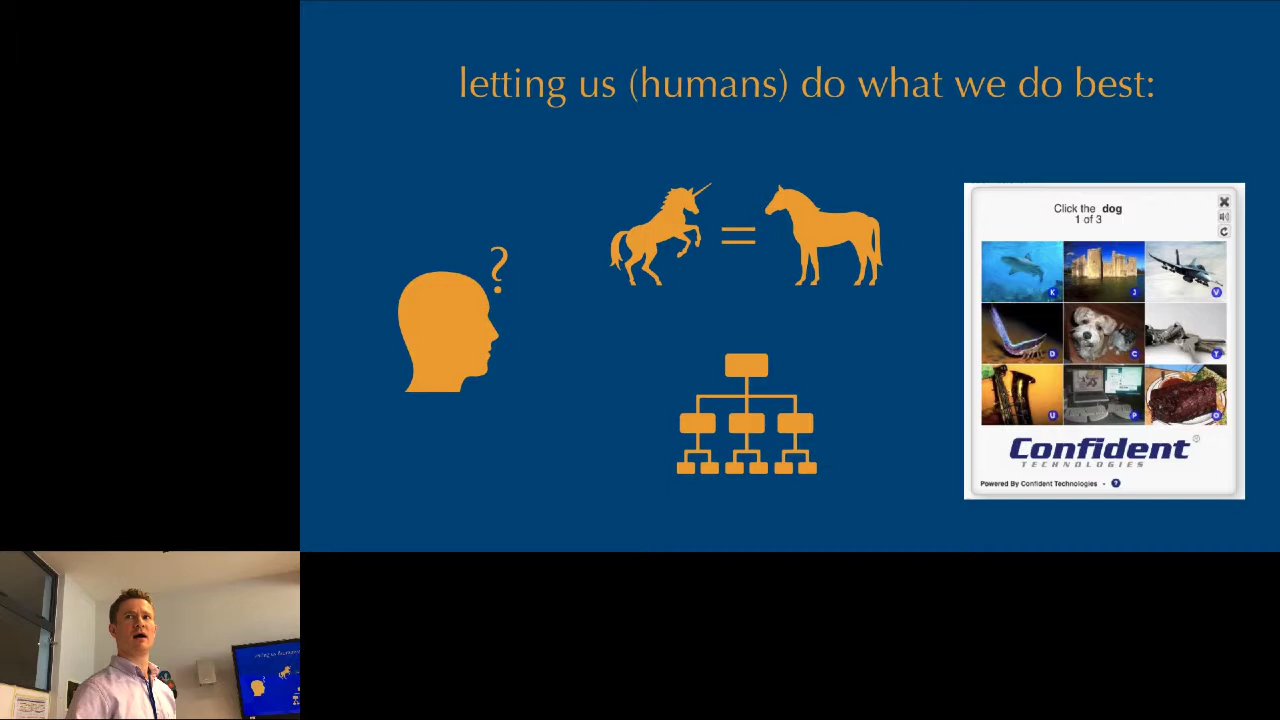 letting us (humans) do what we do best:
?
=
Click the dog
1 of 3
K
J
V
D
C
T
U
P
O
Confident
TECHNOLOGIES
Powered By Confident Technologies - ?